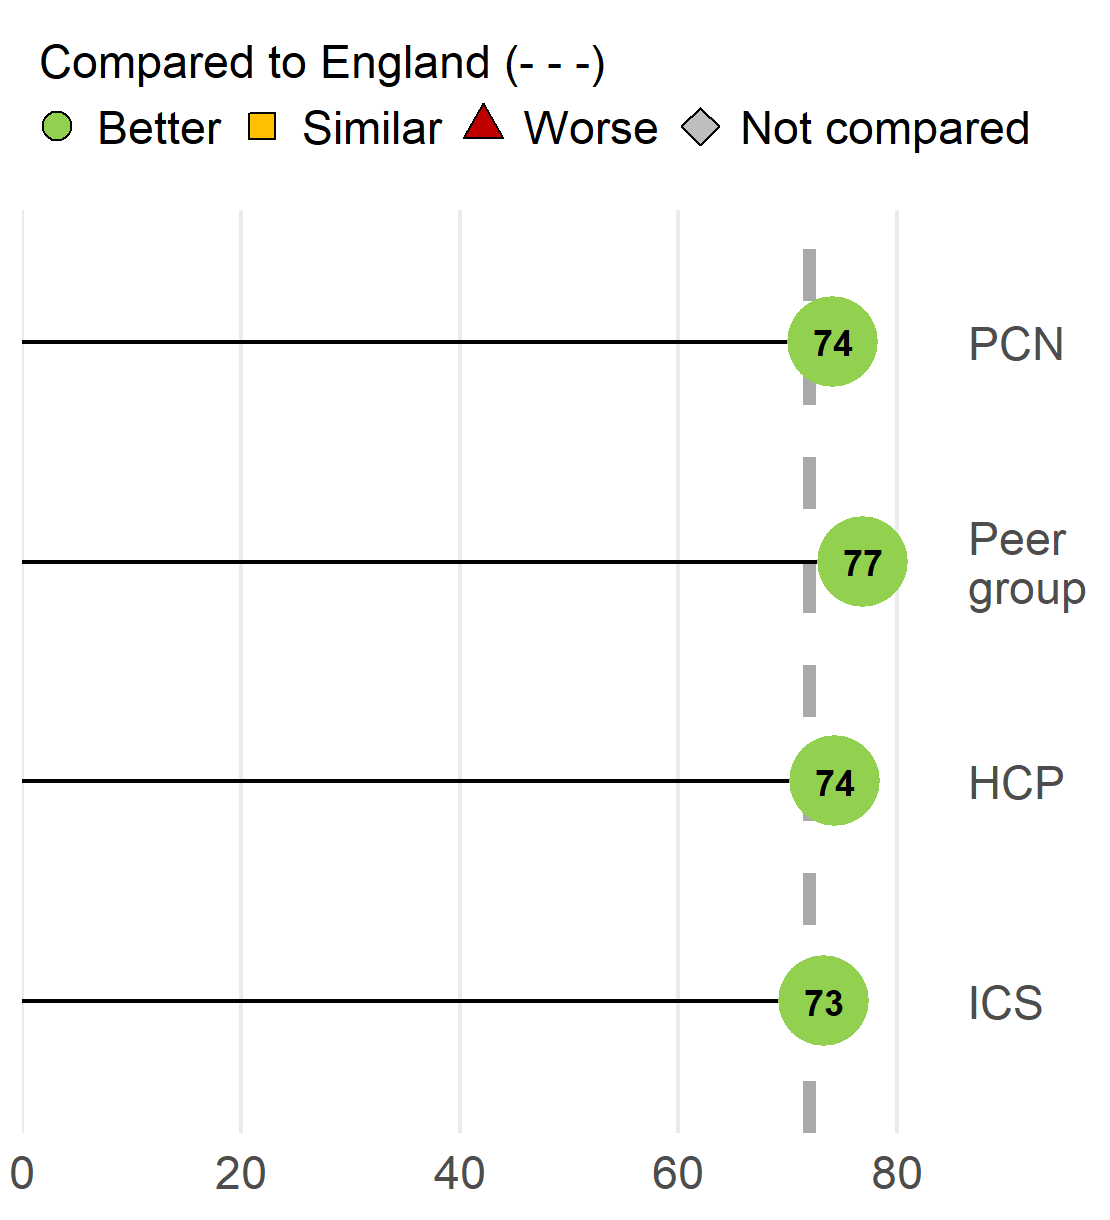 Compared to England (- - -)
Better Similar Worse Not compared
74 PCN
77 Peer
group
74 HCP
73 ICS
0 20 40 60 80